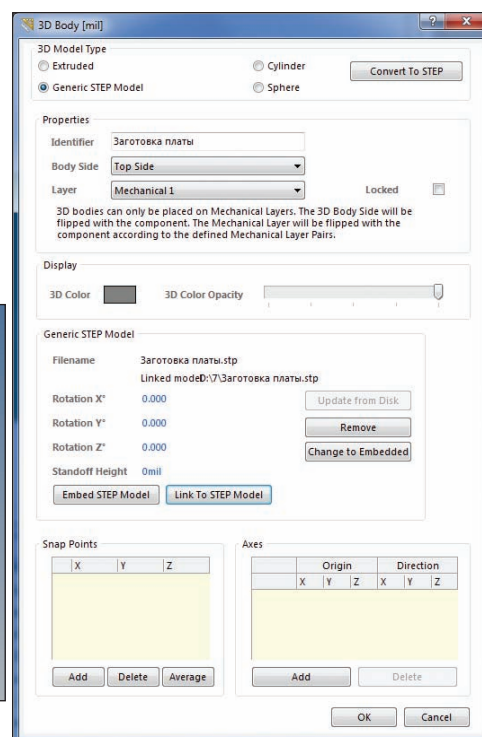 3D Body [mil]
3D Model Type
Extruded
Cylinder
Convert To STEP
Generic STEP Model
Sphere
Properties
Identifier Заготовка платы
Body Side Top Side
Layer Mechanical 1 Locked
3D bodies can only be placed on Mechanical Layers. The 3D Body Side will be
flipped with the component. The Mechanical Layer will be flipped with the
component according to the defined Mechanical Layer Pairs.
Display
3D Color 3D Color Opacity
Generic STEP Model
Filename Заготовка платы.stp
Linked modeD:\7\Заготовка платы.stp
Rotation X° 0.000 Update from Disk
Rotation Y° 0.000 Remove
Rotation Z° 0.000 Change to Embedded
Standoff Height 0mil
Embed STEP Model Link To STEP Model
Snap Points
X Y Z
Add Delete Average
Axes
Origin Direction
X Y Z X Y Z
Add Delete
OK Cancel